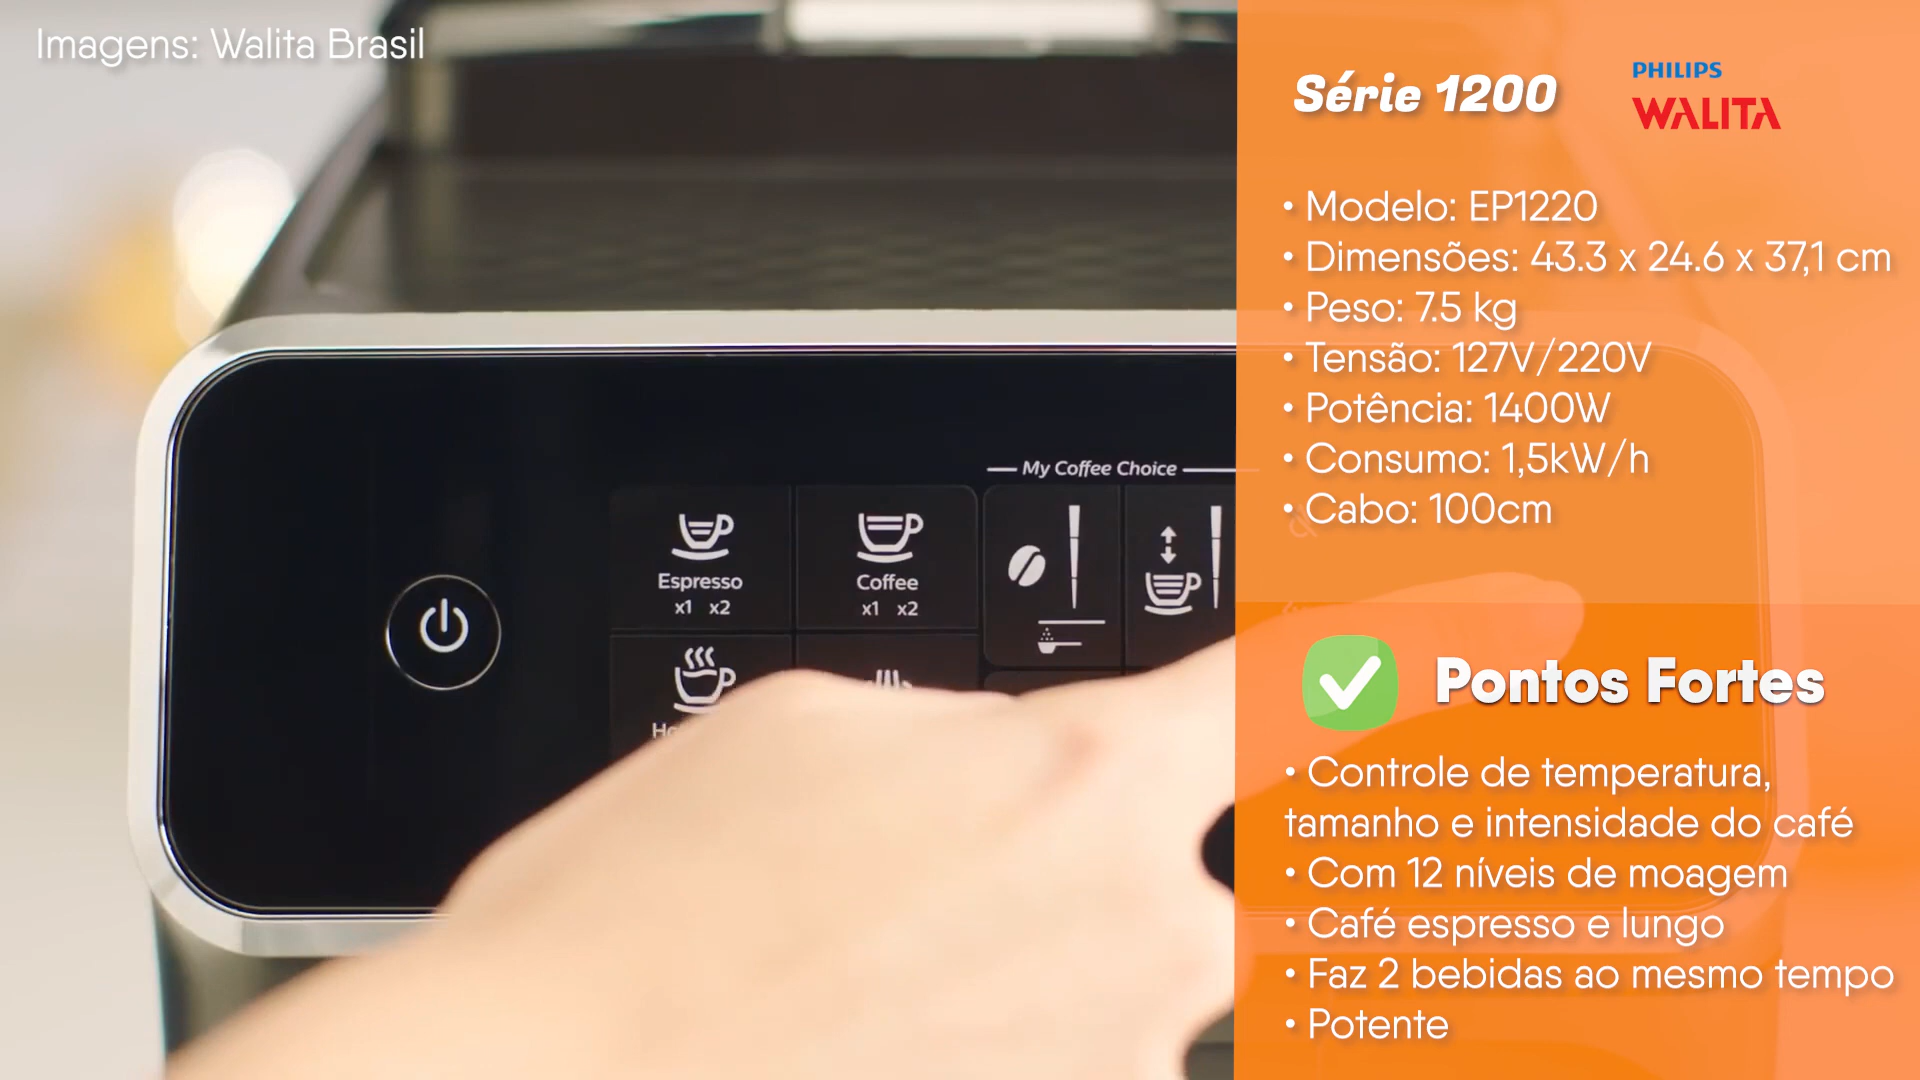 Imagens: Walita Brasil
Série 1200
PHILIPS
WALITA
• Modelo: EP1220
• Dimensões: 43.3 x 24.6 x 37,1 cm
• Peso: 7.5 kg
• Tensão: 127V/220V
• Potência: 1400W
• Consumo: 1,5kW/h
• Cabo: 100cm
Pontos Fortes
• Controle de temperatura,
tamanho e intensidade do café
• Com 12 níveis de moagem
• Café espresso e lungo
• Faz 2 bebidas ao mesmo tempo
• Potente
My Coffee Choice
Espresso
x1 x2
Coffee
x1 x2